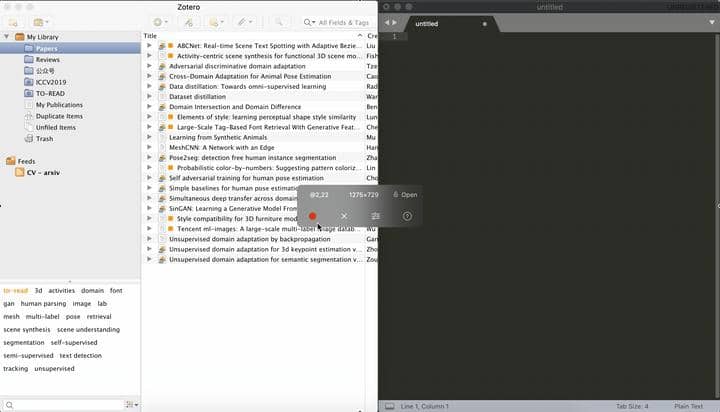 Zotero
untitled
All Fields & Tags
untitled
My Library
Papers
Reviews
公众号
ICCV2019
TO-READ
My Publications
Duplicate Items
Unfiled Items
Trash
Feeds
CV - arxiv
Title
ABCNet: Real-time Scene Text Spotting with Adaptive Bezie... Liu
Activity-centric scene synthesis for functional 3D scene mo... Fish
Adversarial discriminative domain adaptation Tze
Cross-Domain Adaptation for Animal Pose Estimation Cao
Data distillation: Towards omni-supervised learning Rad
Dataset distillation Wan
Domain Intersection and Domain Difference Ben
Elements of style: learning perceptual shape style similarity Lun
Large-Scale Tag-Based Font Retrieval With Generative Feat... Che
Learning from Synthetic Animals Mu
MeshCNN: A Network with an Edge Han
Pose2seg: detection free human instance segmentation Zha
Probabilistic color-by-numbers: Suggesting pattern coloriz... Lin
Self adversarial training for human pose estimation Cho
Simple baselines for human pose estimation
Simultaneous deep transfer across domain
SinGAN: Learning a Generative Model From
Style compatibility for 3D furniture mod
Tencent ml-images: A large-scale multi-label image datab...
Unsupervised domain adaptation by backpropagation Gan
Unsupervised domain adaptation for 3d keypoint estimation v... Zho
Unsupervised domain adaptation for semantic segmentation v... Zou
@2,22 1275×729 Open
1
to-read 3d activities domain font
gan human parsing image lab
mesh multi-label pose retrieval
scene synthesis scene understanding
segmentation self-supervised
semi-supervised text detection
tracking unsupervised
Line 1, Column 1 Tab Size: 4 Plain Text